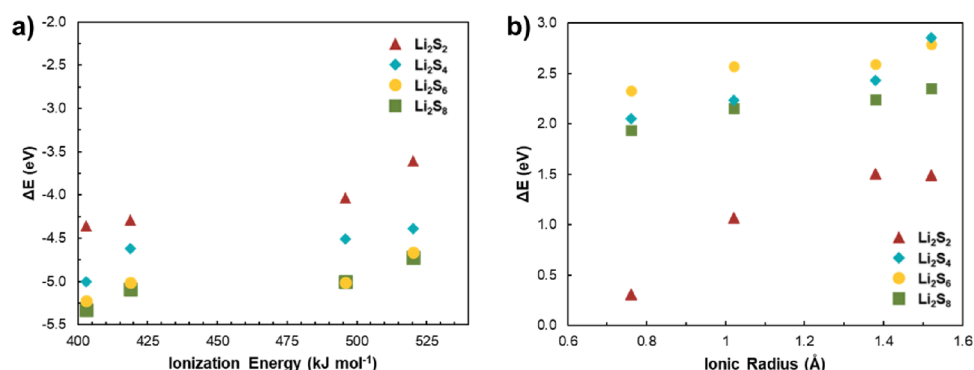 a)
-2.0
-2.5
-3.0
-3.5
-4.0
-4.5
-5.0
-5.5
ΔE (eV)
400 425 450 475 500 525
Ionization Energy (kJ mol⁻¹)
Li₂S₂
Li₂S₄
Li₂S₆
Li₂S₈
b)
3.0
2.5
2.0
1.5
1.0
0.5
0.0
ΔE (eV)
0.6 0.8 1.0 1.2 1.4 1.6
Ionic Radius (Å)
Li₂S₂
Li₂S₄
Li₂S₆
Li₂S₈